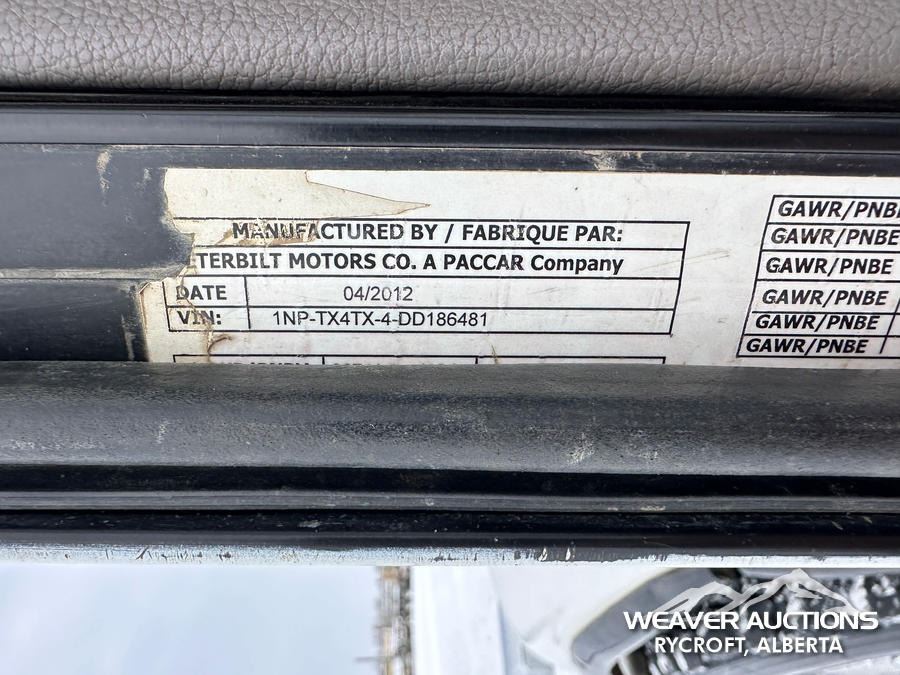 MANUFACTURED BY / FABRIQUE PAR:
TERBILT MOTORS CO. A PACCAR Company
DATE 04/2012
VIN: 1NP-TX4TX-4-DD186481
GAWR/PNBE
GAWR/PNBE
GAWR/PNBE
GAWR/PNBE
GAWR/PNBE
GAWR/PNBE
WEAVER AUCTIONS
RYCROFT, ALBERTA